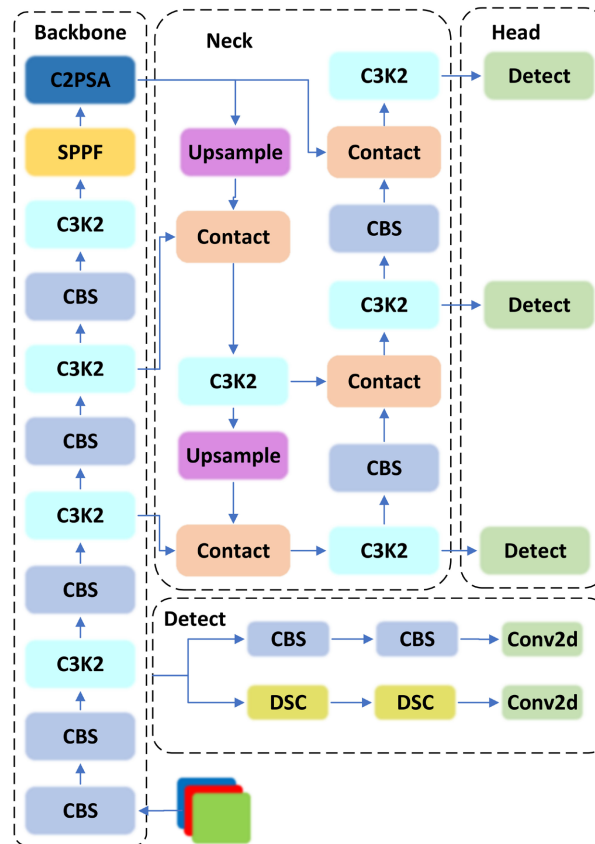 Backbone
C2PSA
SPPF
C3K2
CBS
C3K2
CBS
C3K2
CBS
C3K2
CBS
CBS
Neck
Upsample
Contact
C3K2
Upsample
Contact
C3K2
Contact
CBS
C3K2
Contact
CBS
C3K2
Head
Detect
Detect
Detect
Detect
CBS
CBS
Conv2d
DSC
DSC
Conv2d